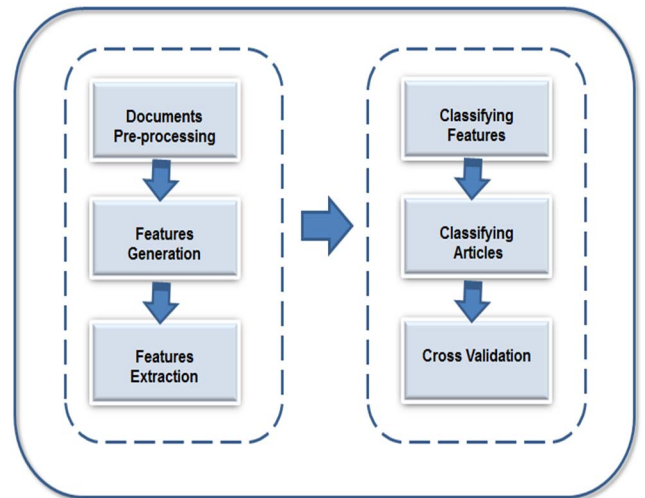 Documents
Pre-processing
Features
Generation
Features
Extraction
Classifying
Features
Classifying
Articles
Cross Validation